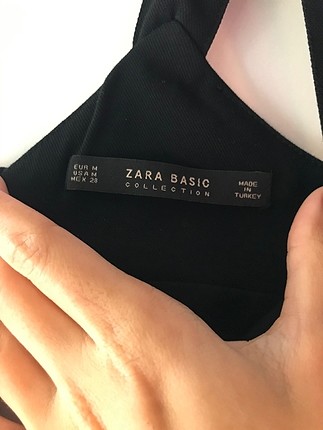 EUR M
USA M
MEX 28
ZARA BASIC
COLLECTION
MADE
IN
TURKEY